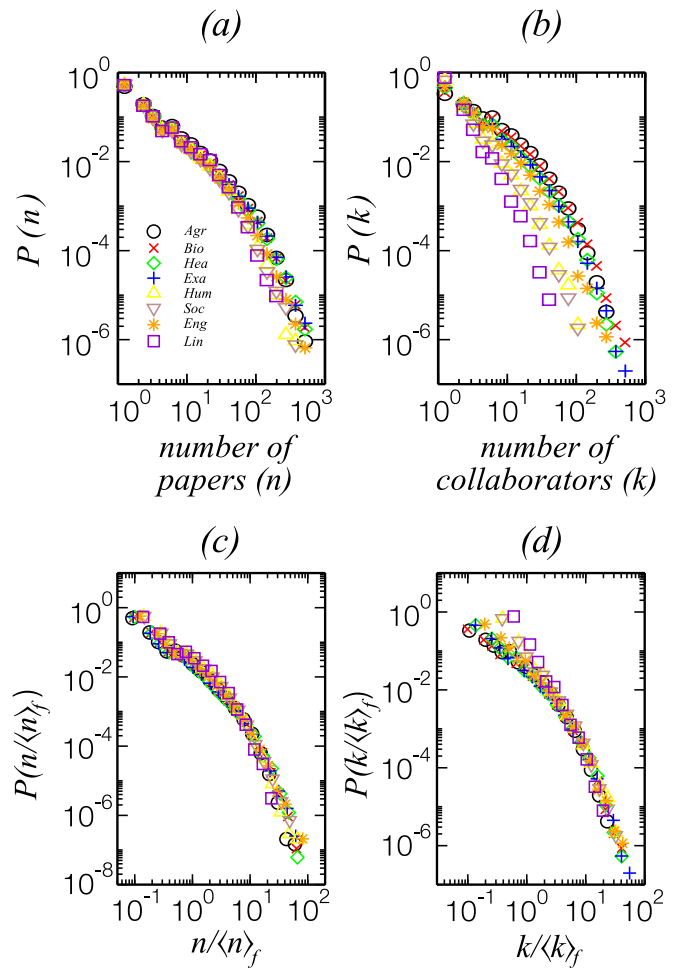 (a)
(b)
10^0
10^-2
10^-4
10^-6
P (n)
Agr
Bio
Hea
Exa
Hum
Soc
Eng
Lin
10^0 10^1 10^2 10^3
number of
papers (n)
10^0
10^-2
10^-4
10^-6
P (k)
10^0 10^1 10^2 10^3
number of
collaborators (k)
(c)
(d)
10^0
10^-2
10^-4
10^-6
10^-8
P(n/⟨n⟩_f)
10^-1 10^0 10^1 10^2
n/⟨n⟩_f
10^0
10^-2
10^-4
10^-6
P(k/⟨k⟩_f)
10^-1 10^0 10^1 10^2
k/⟨k⟩_f